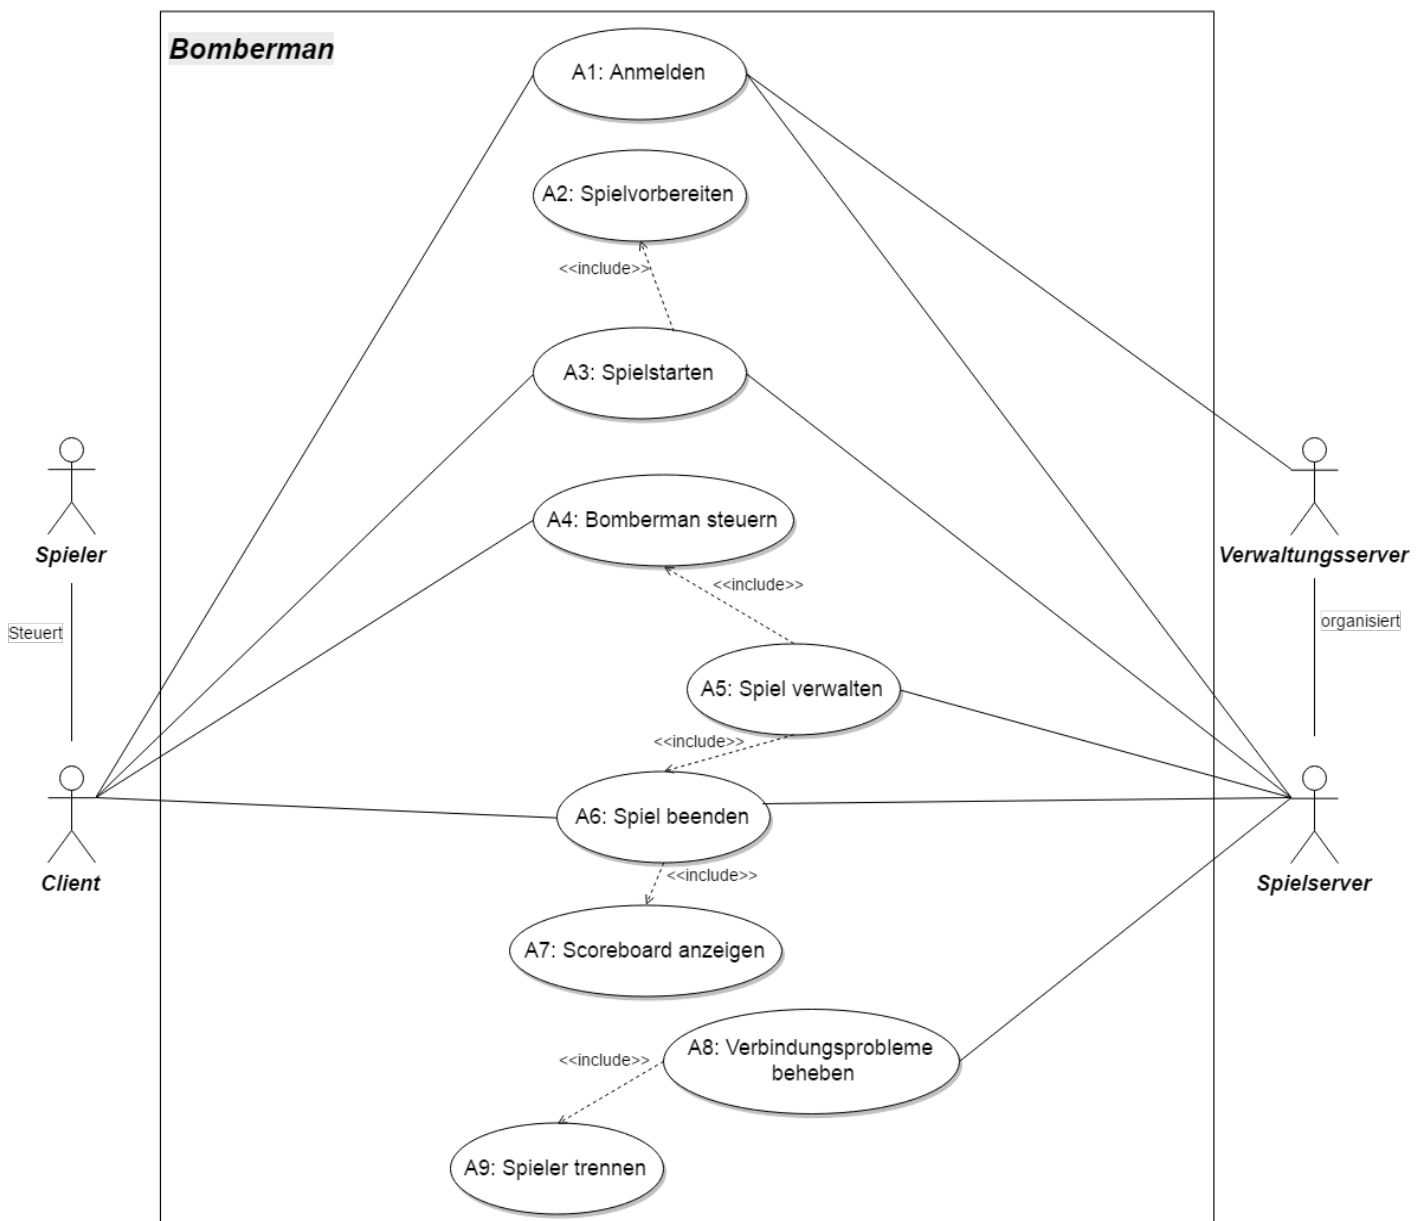 Bomberman
A1: Anmelden
A2: Spielvorbereiten
<<include>>
A3: Spielstarten
A4: Bomberman steuern
Spieler
Verwaltungsserver
<<include>>
Steuert
organisiert
A5: Spiel verwalten
<<include>>
A6: Spiel beenden
<<include>>
Client
Spielserver
A7: Scoreboard anzeigen
A8: Verbindungsprobleme
beheben
<<include>>
A9: Spieler trennen